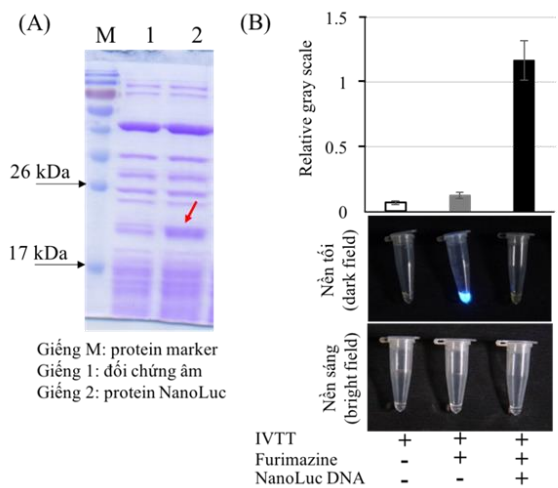 (A)
M 1 2
26 kDa
17 kDa
Giếng M: protein marker
Giếng 1: đối chứng âm
Giếng 2: protein NanoLuc
(B)
Relative gray scale
1.5
1
0.5
0
Nền tối
(dark field)
Nền sáng
(bright field)
IVTT + + +
Furimazine - + +
NanoLuc DNA - - +